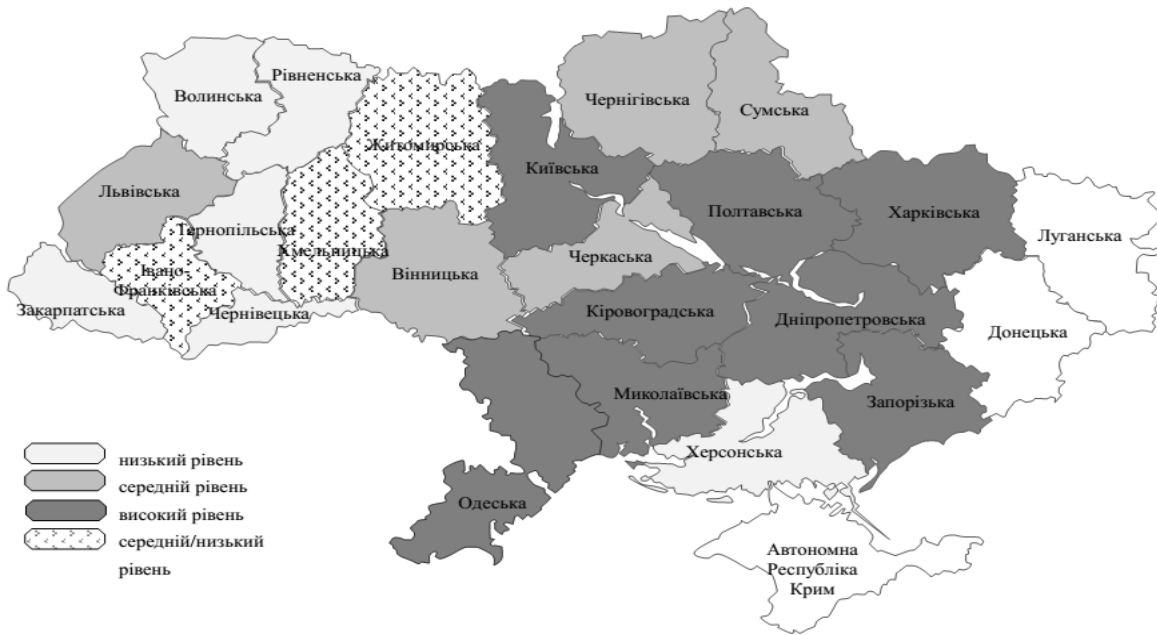 Рівненська
Волинська
Чернігівська
Сумська
Житомирська
Київська
Львівська
Полтавська
Харківська
Тернопільська
Луганська
Хмельницька
Черкаська
Вінницька
Івано-
Франківська
Закарпатська
Чернівецька
Кіровоградська
Дніпропетровська
Донецька
Миколаївська
Запорізька
Херсонська
Одеська
Автономна
Республіка
Крим
низький рівень
середній рівень
високий рівень
середній/низький
рівень